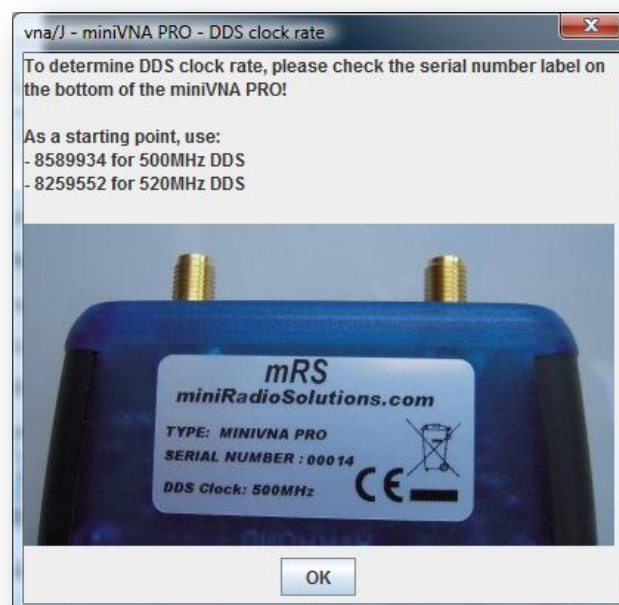 vna/J - miniVNA PRO - DDS clock rate
To determine DDS clock rate, please check the serial number label on
the bottom of the miniVNA PRO!
As a starting point, use:
- 8589934 for 500MHz DDS
- 8259552 for 520MHz DDS
mRS
miniRadioSolutions.com
TYPE: MINIVNA PRO
SERIAL NUMBER : 00014
DDS Clock: 500MHz
CE
OK